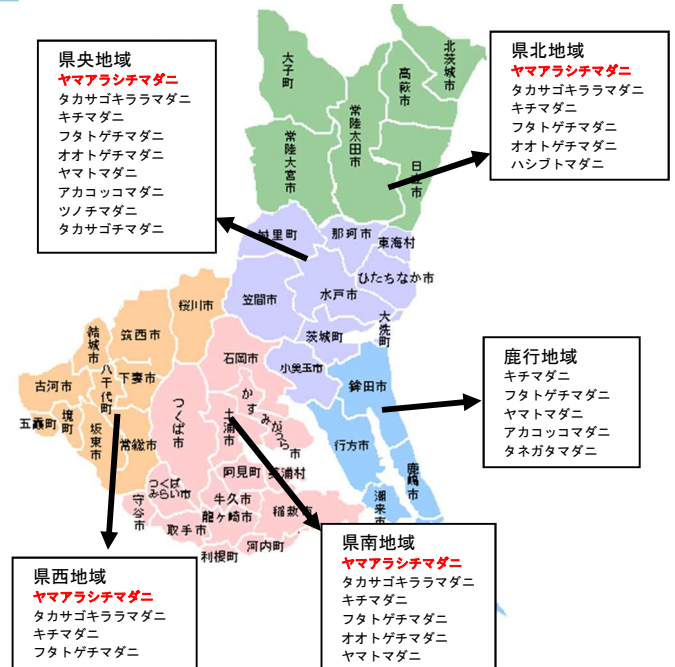 県央地域
ヤマアラシチマダニ
タカサゴキララマダニ
キチマダニ
フタトゲチマダニ
オオトゲチマダニ
ヤマトマダニ
アカコッコマダニ
ツノチマダニ
タカサゴチマダニ
県北地域
ヤマアラシチマダニ
タカサゴキララマダニ
キチマダニ
フタトゲチマダニ
オオトゲチマダニ
ハシブトマダニ
大子町
北茨城市
高萩市
常陸太田市
常陸大宮市
日立市
城里町
那珂市
東海村
ひたちなか市
笠間市
水戸市
大洗町
茨城町
小美玉市
桜川市
筑西市
結城市
八千代町
下妻市
古河市
五霞町
境町
坂東市
常総市
石岡市
つくば市
かすみがうら市
土浦市
阿見町
美浦村
つくばみらい市
牛久市
守谷市
龍ヶ崎市
稲敷市
取手市
河内町
利根町
鉾田市
行方市
鹿嶋市
潮来市
鹿行地域
キチマダニ
フタトゲチマダニ
ヤマトマダニ
アカコッコマダニ
タネガタマダニ
県西地域
ヤマアラシチマダニ
タカサゴキララマダニ
キチマダニ
フタトゲチマダニ
県南地域
ヤマアラシチマダニ
タカサゴキララマダニ
キチマダニ
フタトゲチマダニ
オオトゲチマダニ
ヤマトマダニ